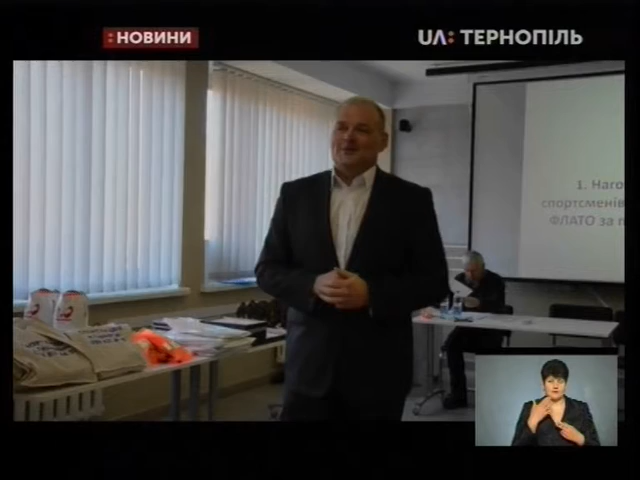 :НОВИНИ
UA: ТЕРНОПІЛЬ
1. Наго
спортсменів
ФЛАТО за п